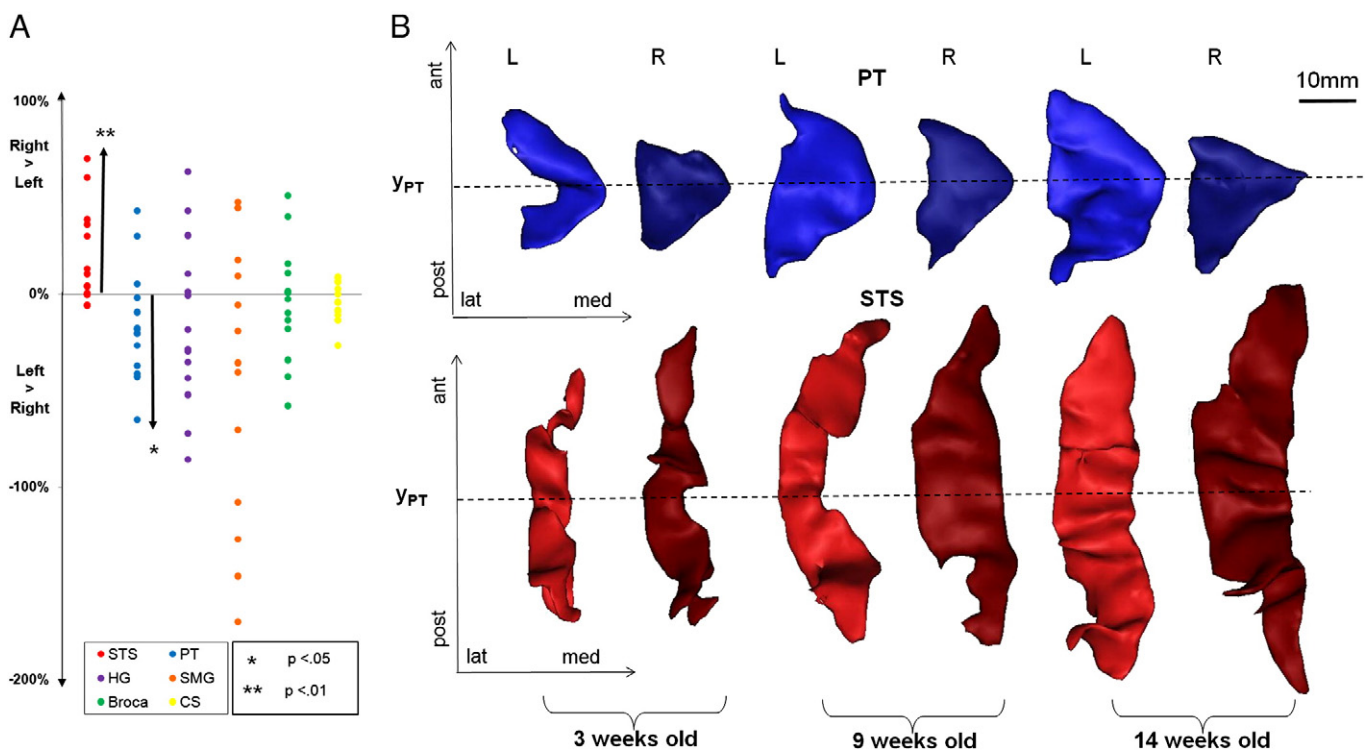 A
100%
**
Right
>
Left
0%
Left
>
Right
*
-100%
-200%
STS PT
HG SMG
Broca CS
* p <.05
** p <.01
B
L R L R L R
PT
10mm
ant
yPT
post
lat med
STS
ant
yPT
post
lat med
3 weeks old 9 weeks old 14 weeks old